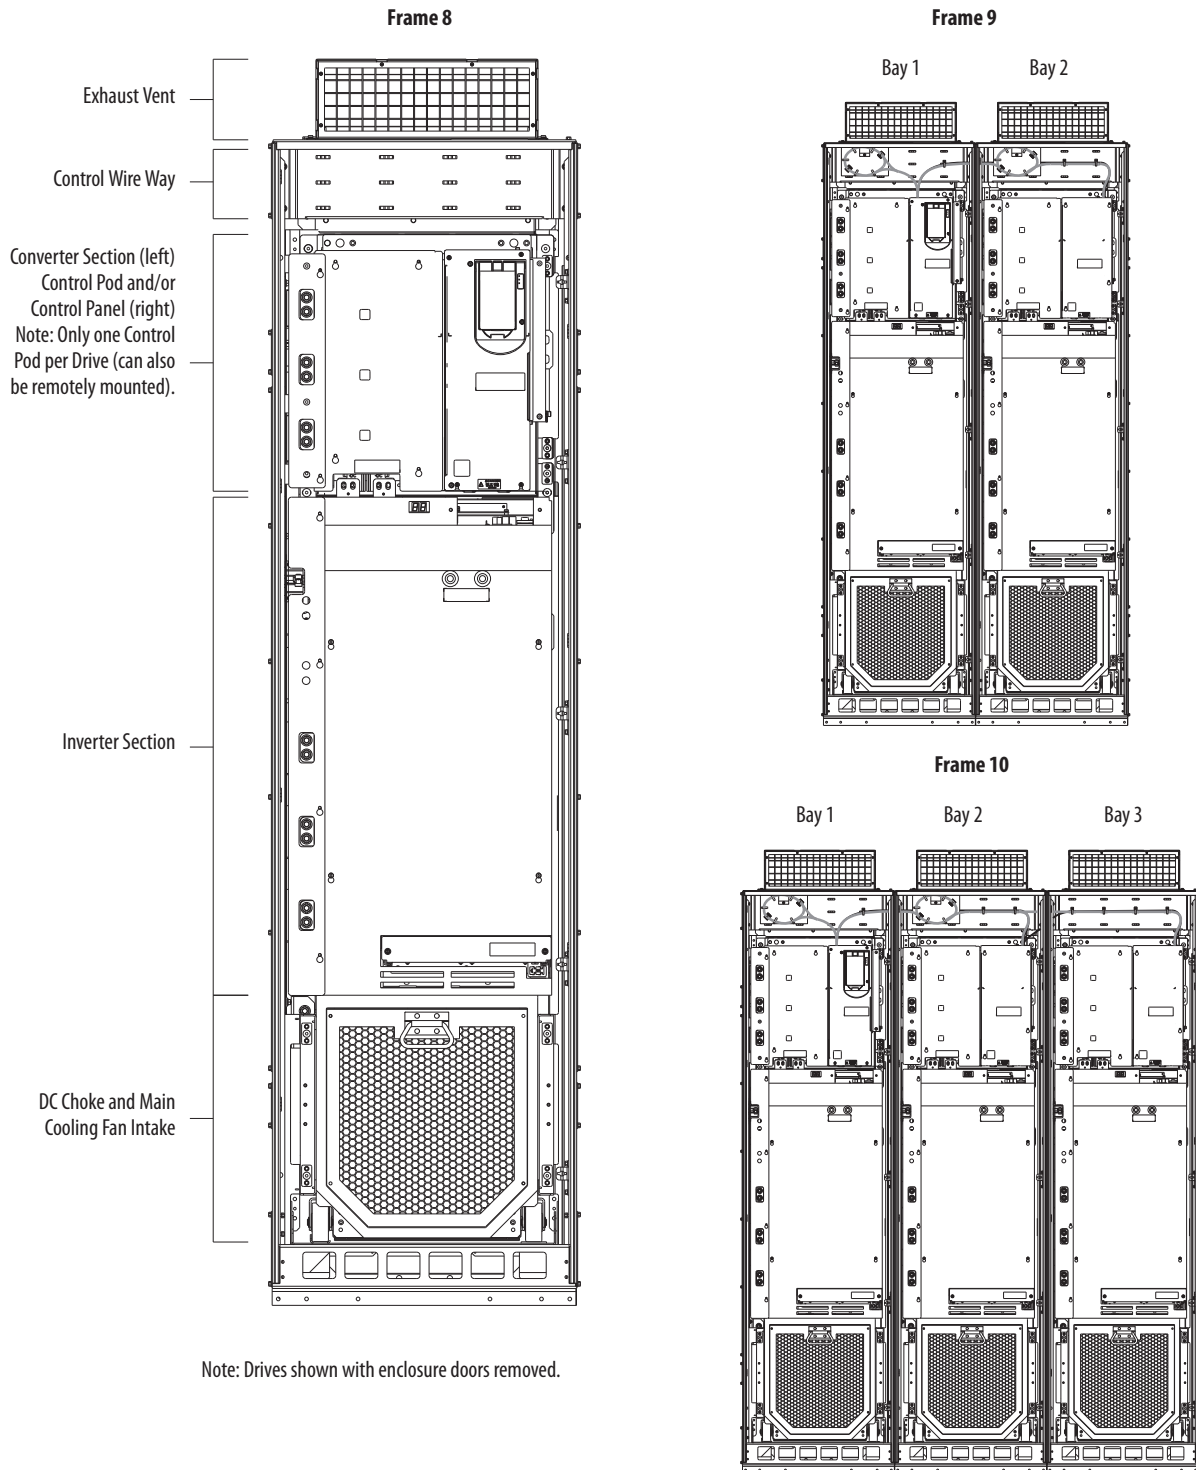 Frame 8
Exhaust Vent
Control Wire Way
Converter Section (left)
Control Pod and/or
Control Panel (right)
Note: Only one Control
Pod per Drive (can also
be remotely mounted).
Inverter Section
DC Choke and Main
Cooling Fan Intake
Note: Drives shown with enclosure doors removed.
Frame 9
Bay 1
Bay 2
Frame 10
Bay 1
Bay 2
Bay 3